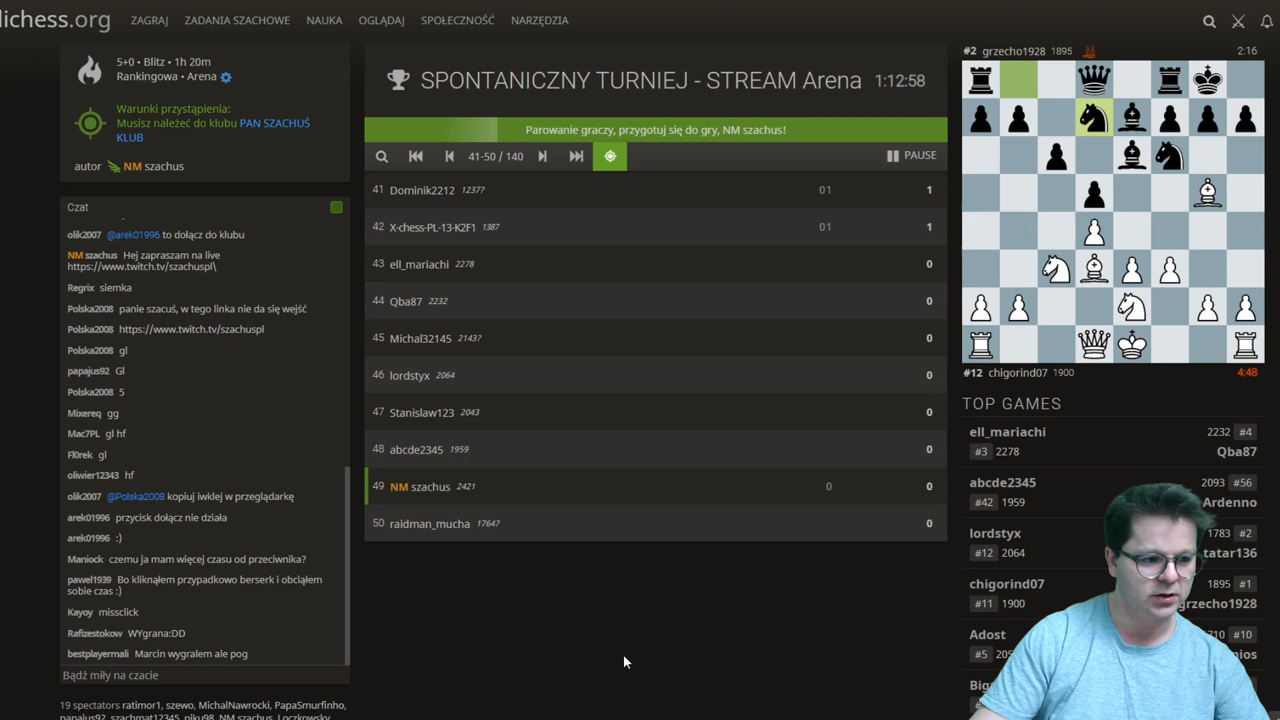 lichess.org
ZAGRAJ
ZADANIA SZACHOWE
NAUKA
OGLĄDAJ
SPOŁECZNOŚĆ
NARZĘDZIA
5+0 • Blitz • 1h 20m
Rankingowa • Arena
Warunki przystąpienia:
Musisz należeć do klubu PAN SZACHUŚ
KLUB
autor NM szachus
Czat
olik2007 @arek01996 to dołącz do klubu
NM szachus Hej zapraszam na live
https://www.twitch.tv/szachuspl\
Regrix siemka
Polska2008 panie szacuś, w tego linka nie da się wejść
Polska2008 https://www.twitch.tv/szachuspl
Polska2008 gl
papajus92 Gl
Polska2008 5
Mixereq gg
Mac7PL gl hf
Fl0rek gl
oliwier12343 hf
olik2007 @Polska2008 kopiuj iwklej w przeglądarkę
arek01996 przycisk dołącz nie działa
arek01996 :)
Maniock czemu ja mam więcej czasu od przeciwnika?
pawel1939 Bo kliknąłem przypadkowo berserk i obciąłem
sobie czas :)
Kayoy missclick
Rafizestokow WYgrana:DD
bestplayermali Marcin wygralem ale pog
Bądź miły na czacie
19 spectators ratimor1, szewo, MichalNawrocki, PapaSmurfinho,
papajus92, szachmat12345, piku98, NM szachus, Loczkowsky
SPONTANICZNY TURNIEJ - STREAM Arena
1:12:58
Parowanie graczy, przygotuj się do gry, NM szachus!
41-50 / 140
PAUSE
41 Dominik2212 1237? 01 1
42 X-chess-PL-13-K2F1 1387 01 1
43 ell_mariachi 2278 0
44 Qba87 2232 0
45 Michal32145 2143? 0
46 lordstyx 2064 0
47 Stanislaw123 2043 0
48 abcde2345 1959 0
49 NM szachus 2421 0 0
50 raidman_mucha 1764? 0
#2 grzecho1928 1895 2:16
#12 chigorind07 1900 4:48
TOP GAMES
ell_mariachi 2232 #4
#3 2278 Qba87
abcde2345 2093 #56
#42 1959 Ardenno
lordstyx 1783 #2
#12 2064 tatar136
chigorind07 1895 #1
#11 1900 grzecho1928
Adost #10
#5